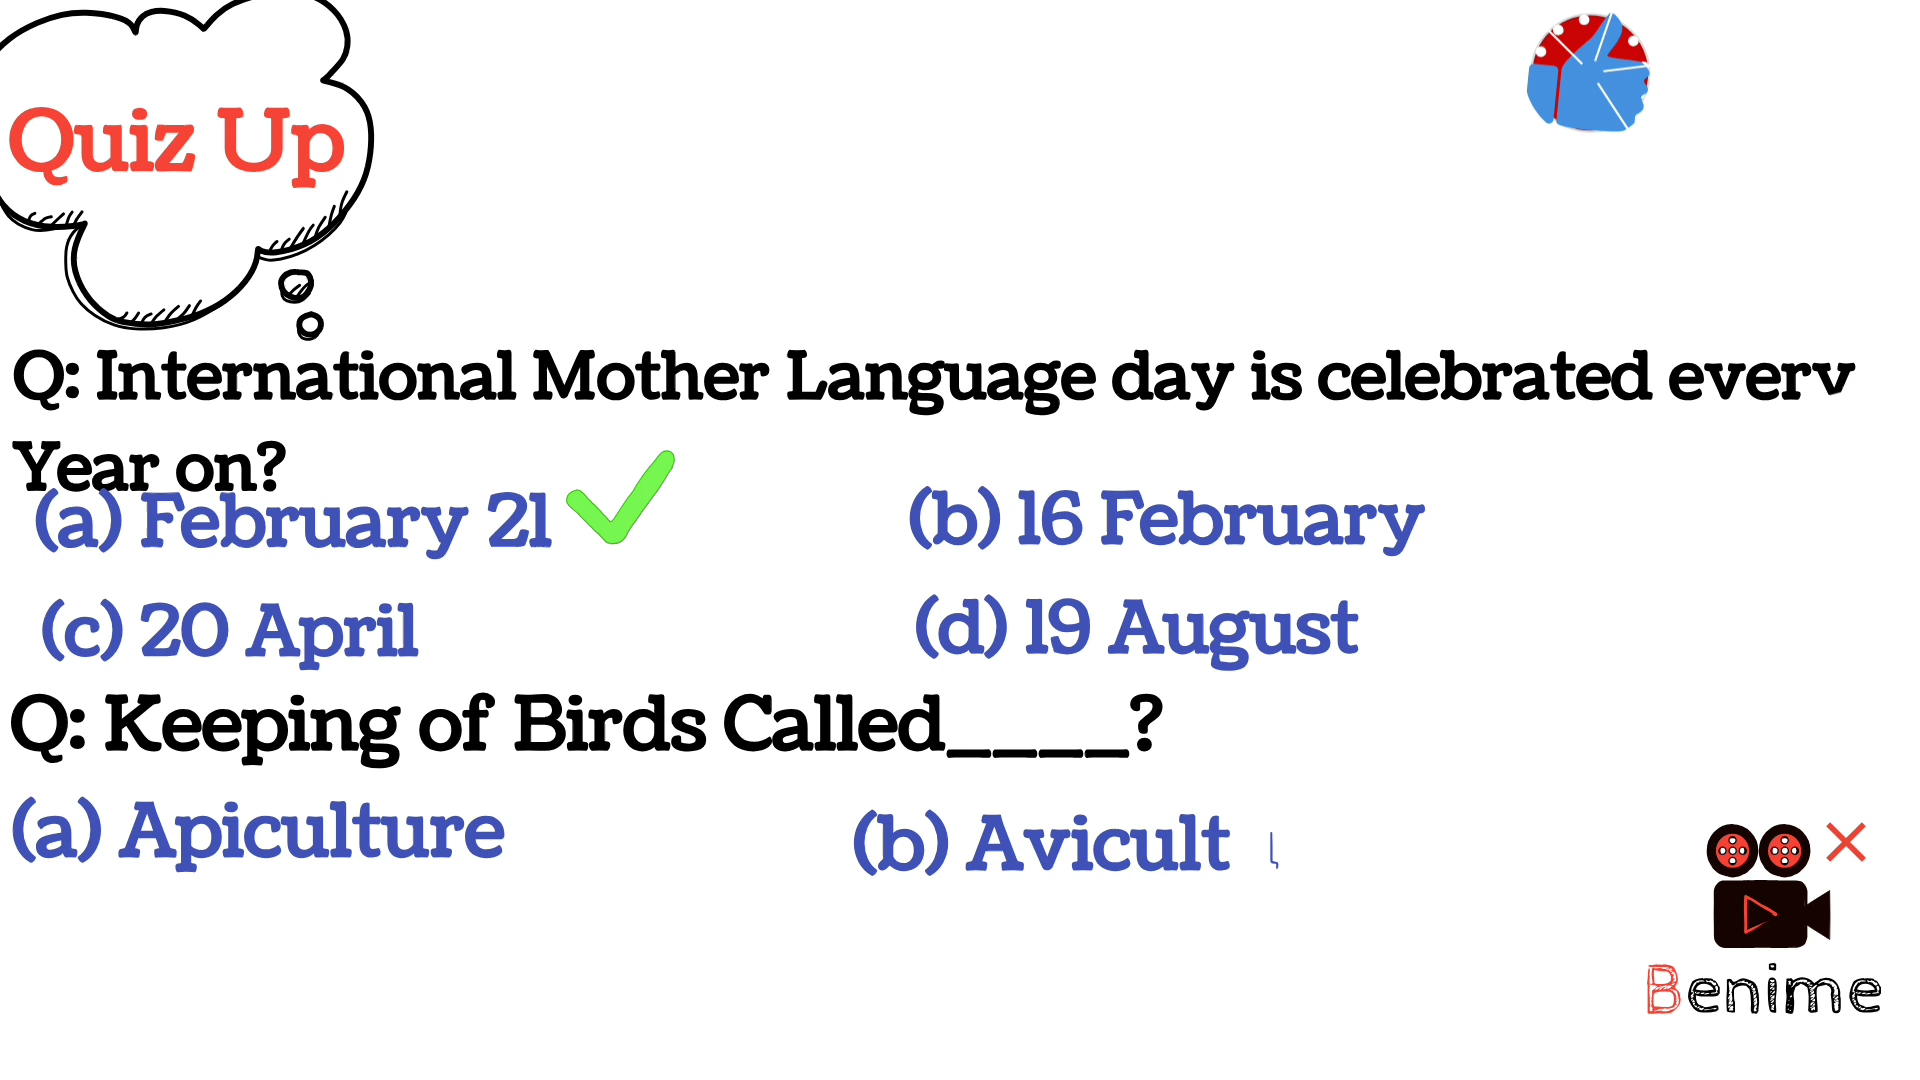 Quiz Up
Q: International Mother Language day is celebrated every
Year on?
(a) February 21
(b) 16 February
(c) 20 April
(d) 19 August
Q: Keeping of Birds Called____?
(a) Apiculture
(b) Avicult
Benime